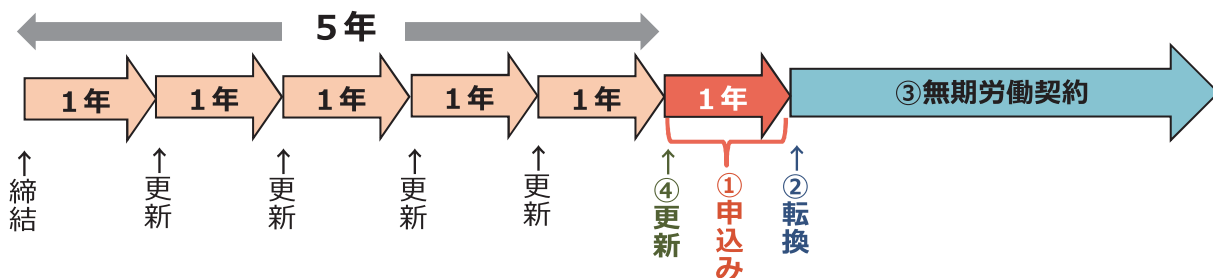 5年
1年
1年
1年
1年
1年
1年
③無期労働契約
↑締結
↑更新
↑更新
↑更新
↑更新
↑④更新
①申込み
↑②転換